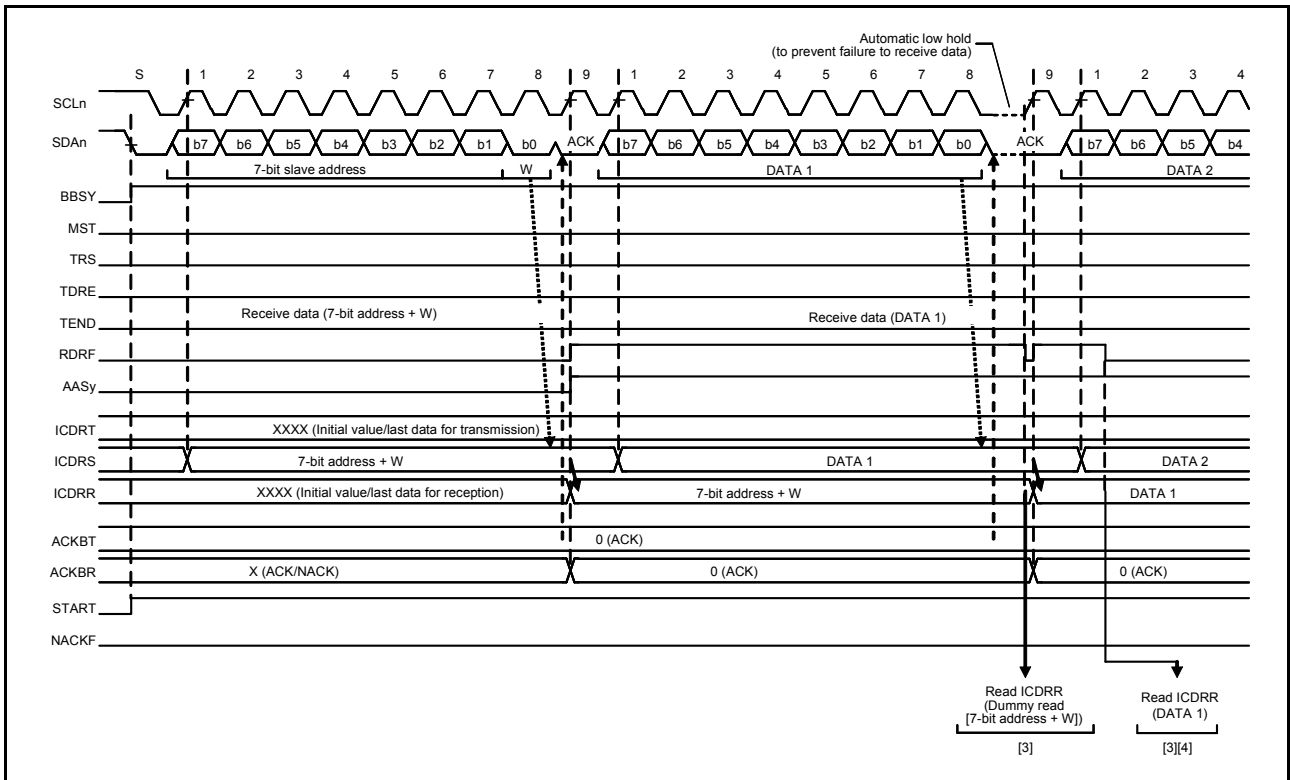 Automatic low hold
(to prevent failure to receive data)
S 1 2 3 4 5 6 7 8 9 1 2 3 4 5 6 7 8 9 1 2 3 4
SCLn
SDAn b7 b6 b5 b4 b3 b2 b1 b0 ACK b7 b6 b5 b4 b3 b2 b1 b0 ACK b7 b6 b5 b4
7-bit slave address W DATA 1 DATA 2
BBSY
MST
TRS
TDRE
Receive data (7-bit address + W) Receive data (DATA 1)
TEND
RDRF
AASy
ICDRT XXXX (Initial value/last data for transmission)
ICDRS 7-bit address + W DATA 1 DATA 2
ICDRR XXXX (Initial value/last data for reception) 7-bit address + W DATA 1
ACKBT 0 (ACK)
ACKBR X (ACK/NACK) 0 (ACK) 0 (ACK)
START
NACKF
Read ICDRR
(Dummy read
[7-bit address + W])
[3]
Read ICDRR
(DATA 1)
[3][4]